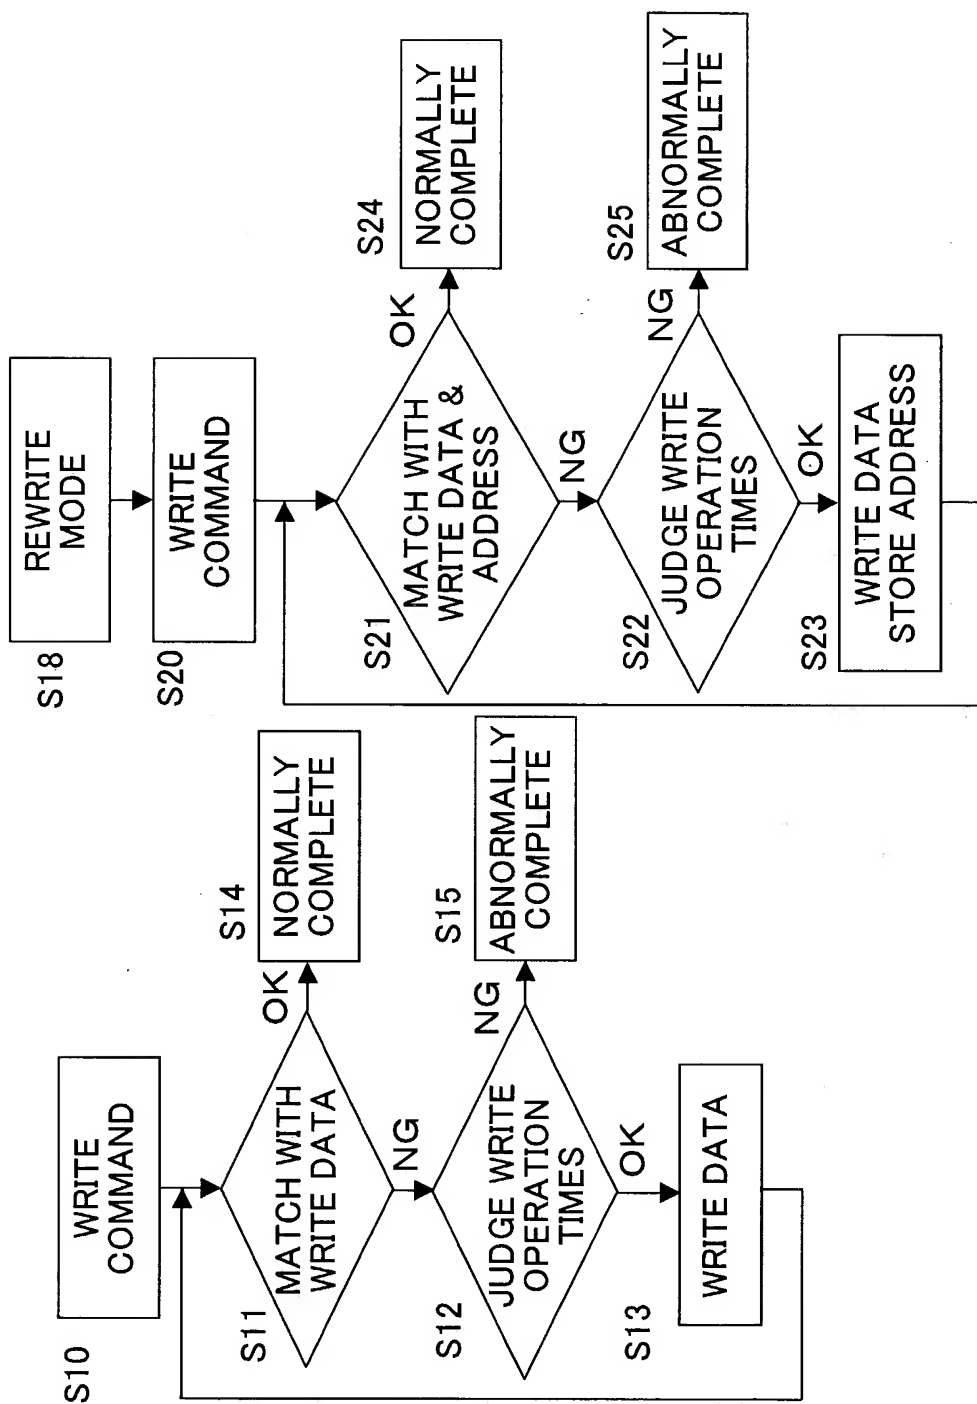 S10
WRITE
COMMAND
S11
MATCH WITH
WRITE DATA
OK
S14
NORMALLY
COMPLETE
NG
S12
JUDGE WRITE
OPERATION
TIMES
NG
S15
ABNORMALLY
COMPLETE
OK
S13
WRITE DATA
S18
REWRITE
MODE
S20
WRITE
COMMAND
S21
MATCH WITH
WRITE DATA &
ADDRESS
OK
S24
NORMALLY
COMPLETE
NG
S22
JUDGE WRITE
OPERATION
TIMES
NG
S25
ABNORMALLY
COMPLETE
OK
S23
WRITE DATA
STORE ADDRESS